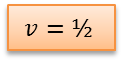 v = ½